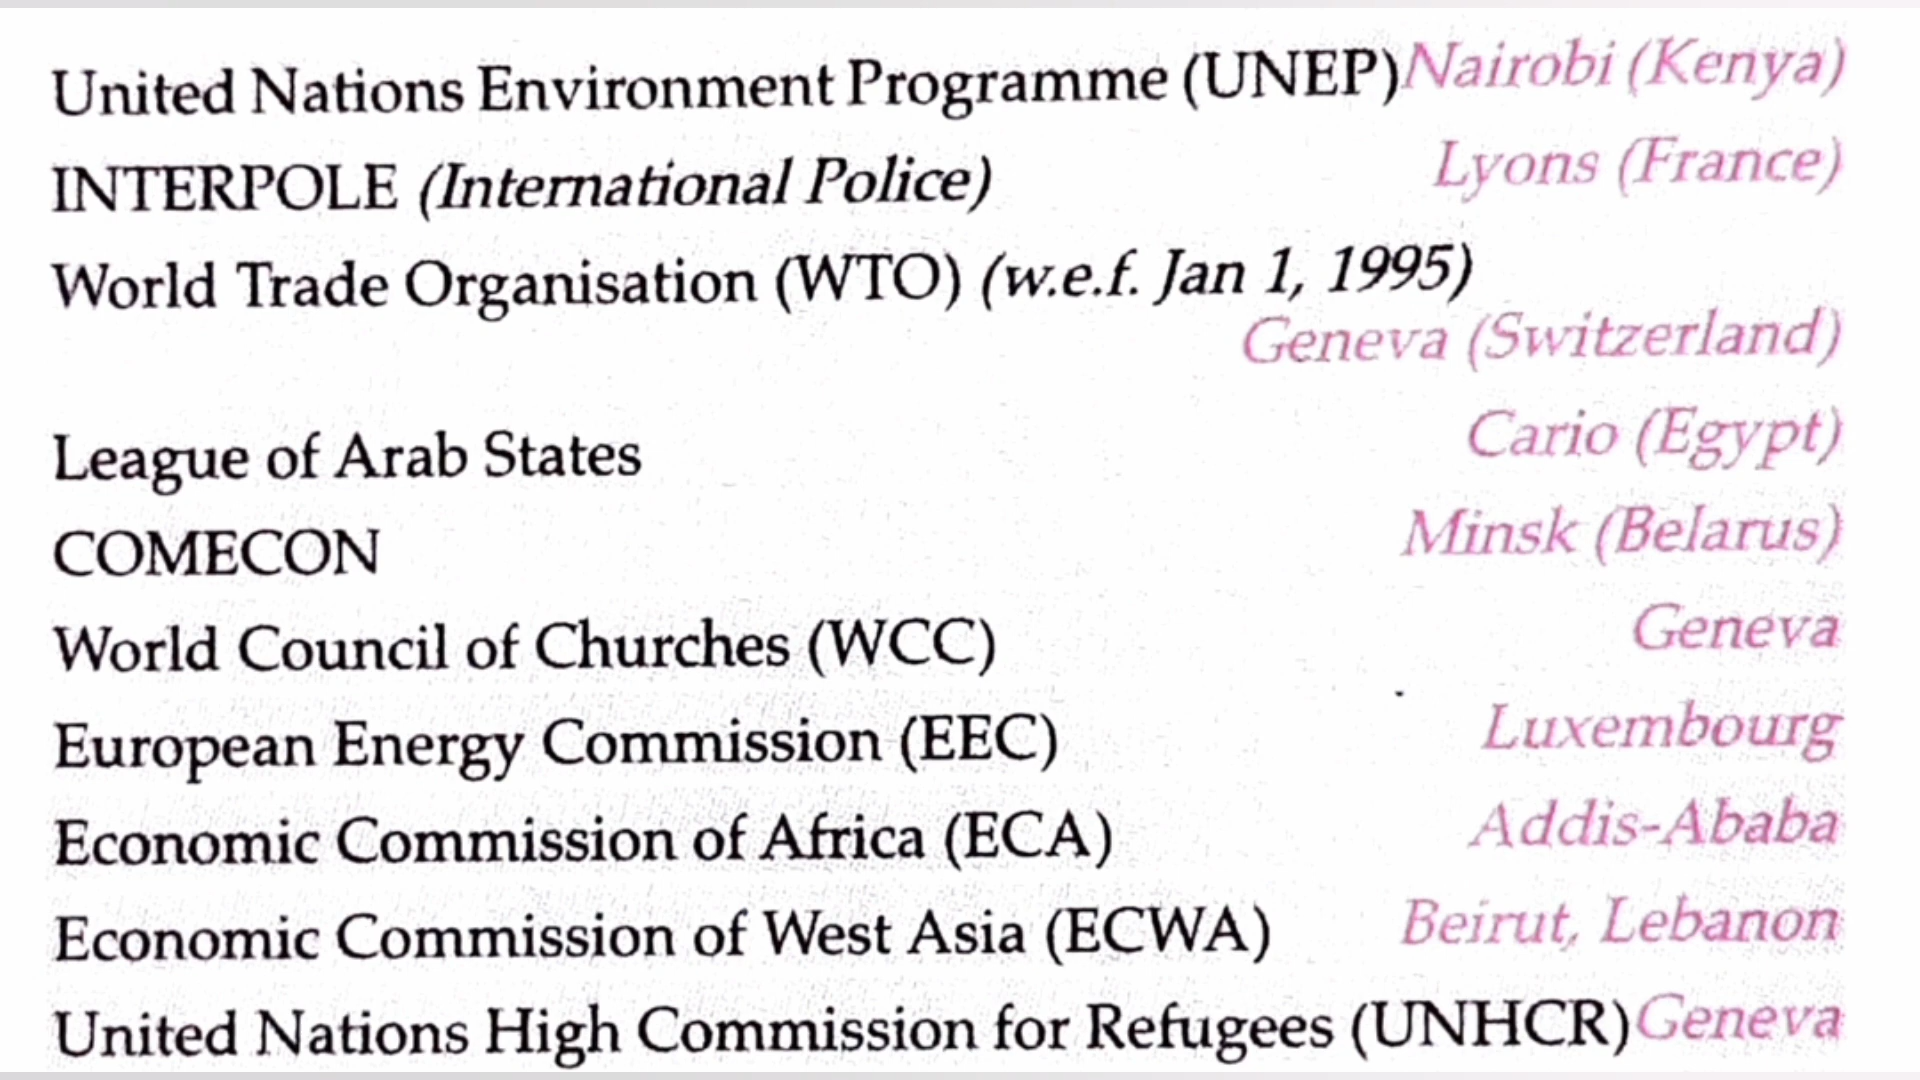 United Nations Environment Programme (UNEP) Nairobi (Kenya)
INTERPOLE (International Police) Lyons (France)
World Trade Organisation (WTO) (w.e.f. Jan 1, 1995)
Geneva (Switzerland)
League of Arab States Cario (Egypt)
COMECON Minsk (Belarus)
World Council of Churches (WCC) Geneva
European Energy Commission (EEC) Luxembourg
Economic Commission of Africa (ECA) Addis-Ababa
Economic Commission of West Asia (ECWA) Beirut, Lebanon
United Nations High Commission for Refugees (UNHCR) Geneva